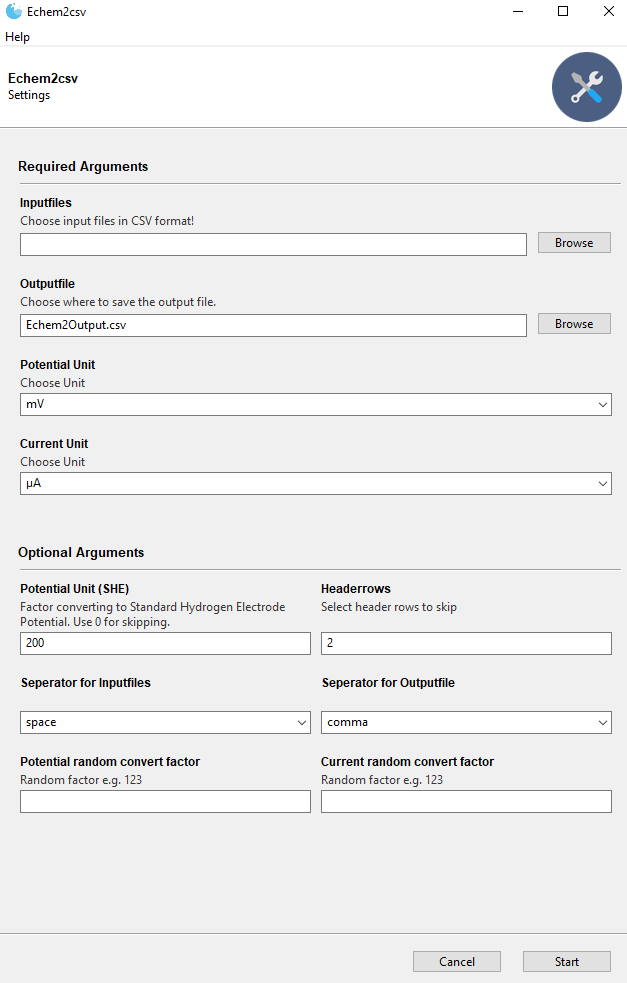 Echem2csv
Help
Echem2csv
Settings
Required Arguments
Inputfiles
Choose input files in CSV format!
Browse
Outputfile
Choose where to save the output file.
Echem2Output.csv
Browse
Potential Unit
Choose Unit
mV
Current Unit
Choose Unit
µA
Optional Arguments
Potential Unit (SHE)
Factor converting to Standard Hydrogen Electrode
Potential. Use 0 for skipping.
200
Headerrows
Select header rows to skip
2
Seperator for Inputfiles
space
Seperator for Outputfile
comma
Potential random convert factor
Random factor e.g. 123
Current random convert factor
Random factor e.g. 123
Cancel
Start